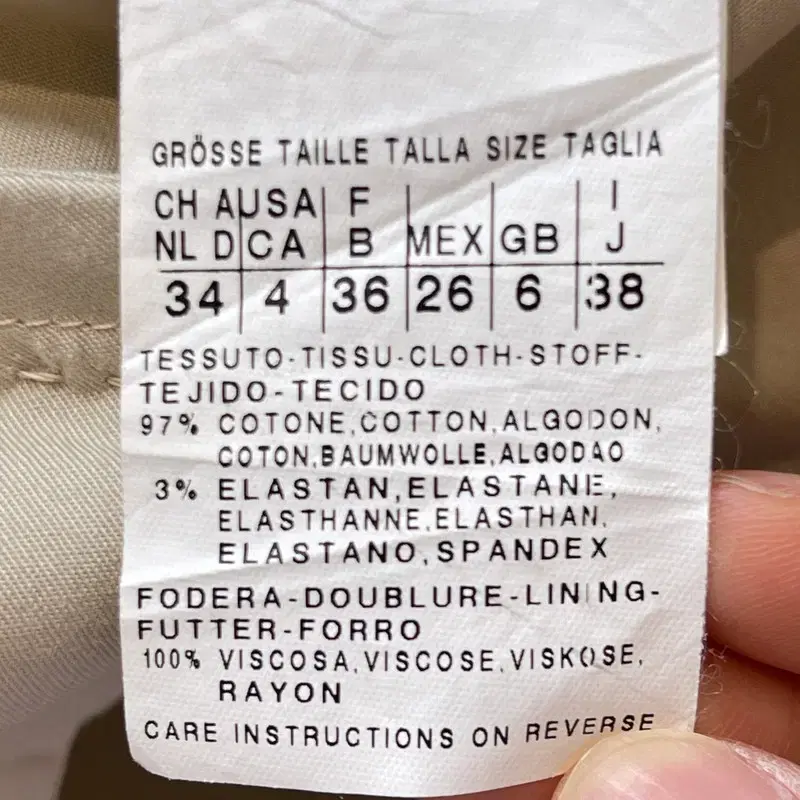 GRÖSSE TAILLE TALLA SIZE TAGLIA
CH A USA F I
NL D CA B MEX GB J
34 4 36 26 6 38
TESSUTO-TISSU-CLOTH-STOFF-
TEJIDO-TECIDO
97% COTONE,COTTON,ALGODON,
COTON,BAUMWOLLE,ALGODAO
3% ELASTAN,ELASTANE,
ELASTHANNE,ELASTHAN,
ELASTANO,SPANDEX
FODERA-DOUBLURE-LINING-
FUTTER-FORRO
100% VISCOSA,VISCOSE,VISKOSE,
RAYON
CARE INSTRUCTIONS ON REVERSE